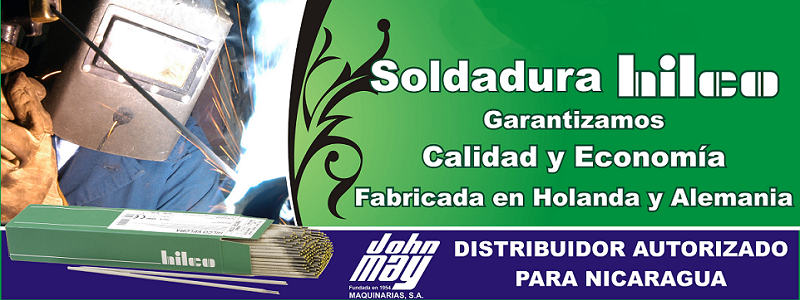 Soldadura hilco
Garantizamos
Calidad y Economía
Fabricada en Holanda y Alemania
hilco
John
may
Fundada en 1954
MAQUINARIAS, S.A.
DISTRIBUIDOR AUTORIZADO
PARA NICARAGUA